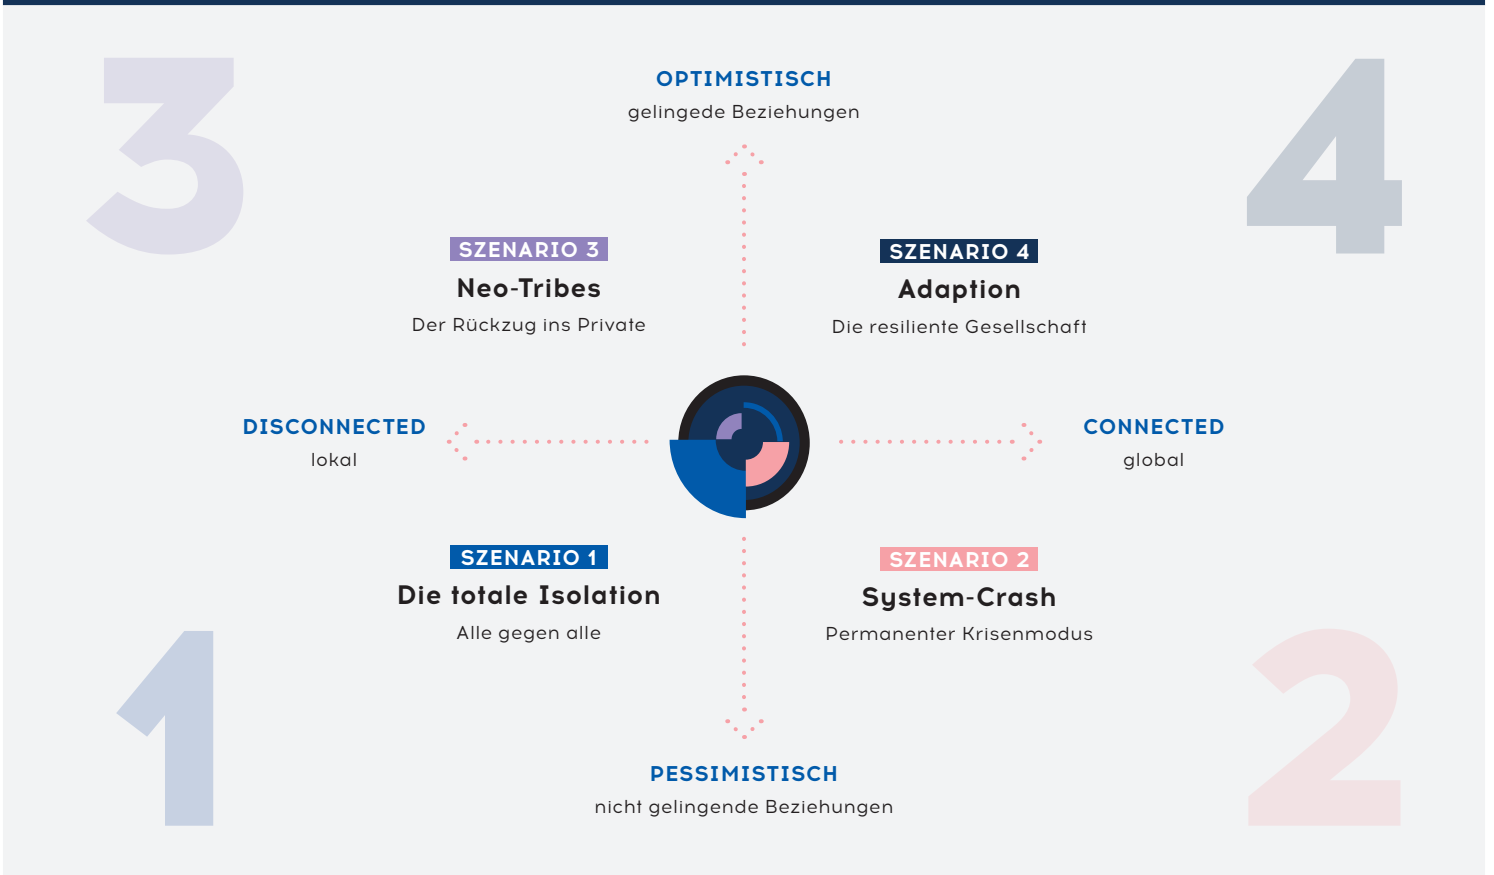 3
4
OPTIMISTISCH
gelingede Beziehungen
SZENARIO 3
Neo-Tribes
Der Rückzug ins Private
SZENARIO 4
Adaption
Die resiliente Gesellschaft
DISCONNECTED
lokal
CONNECTED
global
SZENARIO 1
Die totale Isolation
Alle gegen alle
SZENARIO 2
System-Crash
Permanenter Krisenmodus
1
2
PESSIMISTISCH
nicht gelingende Beziehungen